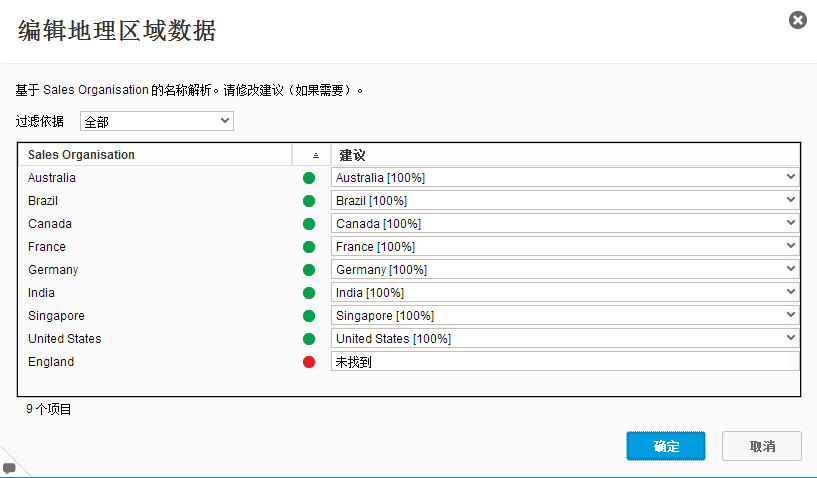 编辑地理区域数据
基于 Sales Organisation 的名称解析。请修改建议（如果需要）。
过滤依据 全部
Sales Organisation 建议
Australia Australia [100%]
Brazil Brazil [100%]
Canada Canada [100%]
France France [100%]
Germany Germany [100%]
India India [100%]
Singapore Singapore [100%]
United States United States [100%]
England 未找到
9 个项目
确定 取消